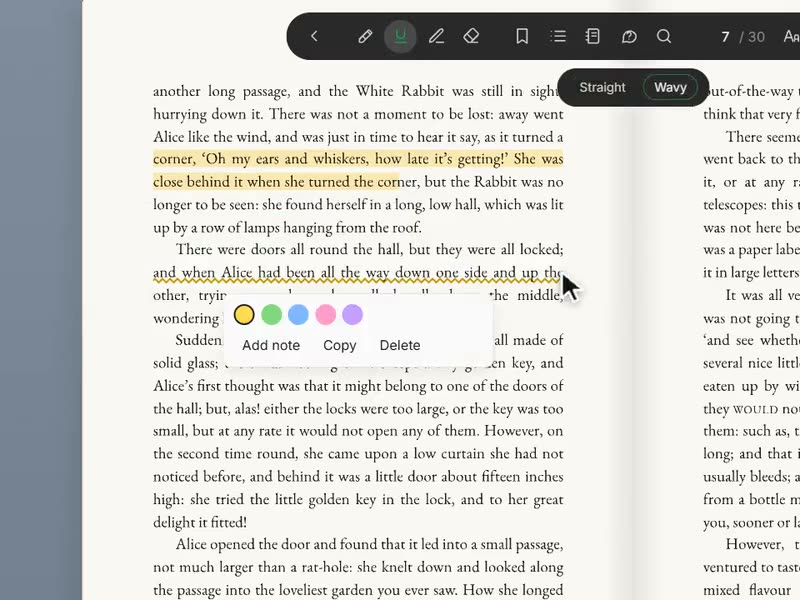 7 / 30
Straight Wavy
another long passage, and the White Rabbit was still in sight,
hurrying down it. There was not a moment to be lost: away went
Alice like the wind, and was just in time to hear it say, as it turned a
corner, ‘Oh my ears and whiskers, how late it’s getting!’ She was
close behind it when she turned the corner, but the Rabbit was no
longer to be seen: she found herself in a long, low hall, which was lit
up by a row of lamps hanging from the roof.
There were doors all round the hall, but they were all locked;
and when Alice had been all the way down one side and up the
other, the middle,
wondering
Add note Copy Delete
Sudden all made of
solid glass; key, and
Alice’s first thought was that it might belong to one of the doors of
the hall; but, alas! either the locks were too large, or the key was too
small, but at any rate it would not open any of them. However, on
the second time round, she came upon a low curtain she had not
noticed before, and behind it was a little door about fifteen inches
high: she tried the little golden key in the lock, and to her great
delight it fitted!
Alice opened the door and found that it led into a small passage,
not much larger than a rat-hole: she knelt down and looked along
the passage into the loveliest garden you ever saw. How she longed
out-of-the-way
think that very
There
went back to
it, or at any
telescopes: this
was not here
was a paper
it in large letters
It was all
was not going
‘and see
several nice
eaten up by
they WOULD
them: such as,
long; and that
usually bleeds;
from a bottle
you, sooner or
However,
ventured to
mixed flavour